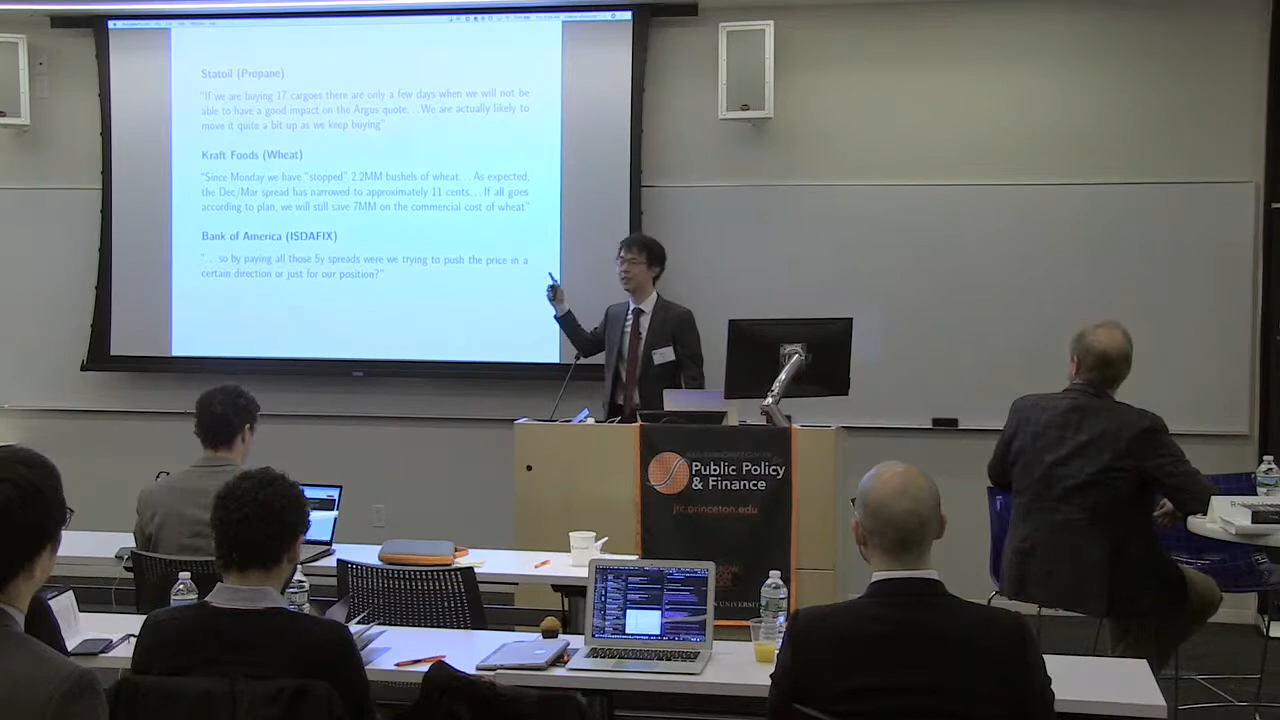 Statoil (Propane)
"If we are buying 17 cargoes there are only a few days when we will not be
able to have a good impact on the Argus quote. . . We are actually likely to
move it quite a bit up as we keep buying"
Kraft Foods (Wheat)
"Since Monday we have "stopped" 2.2MM bushels of wheat. . . As expected,
the Dec/Mar spread has narrowed to approximately 11 cents. . . If all goes
according to plan, we will still save 7MM on the commercial cost of wheat"
Bank of America (ISDAFIX)
". . . so by paying all those 5y spreads were we trying to push the price in a
certain direction or just for our position?"
Public Policy
& Finance
jrc.princeton.edu